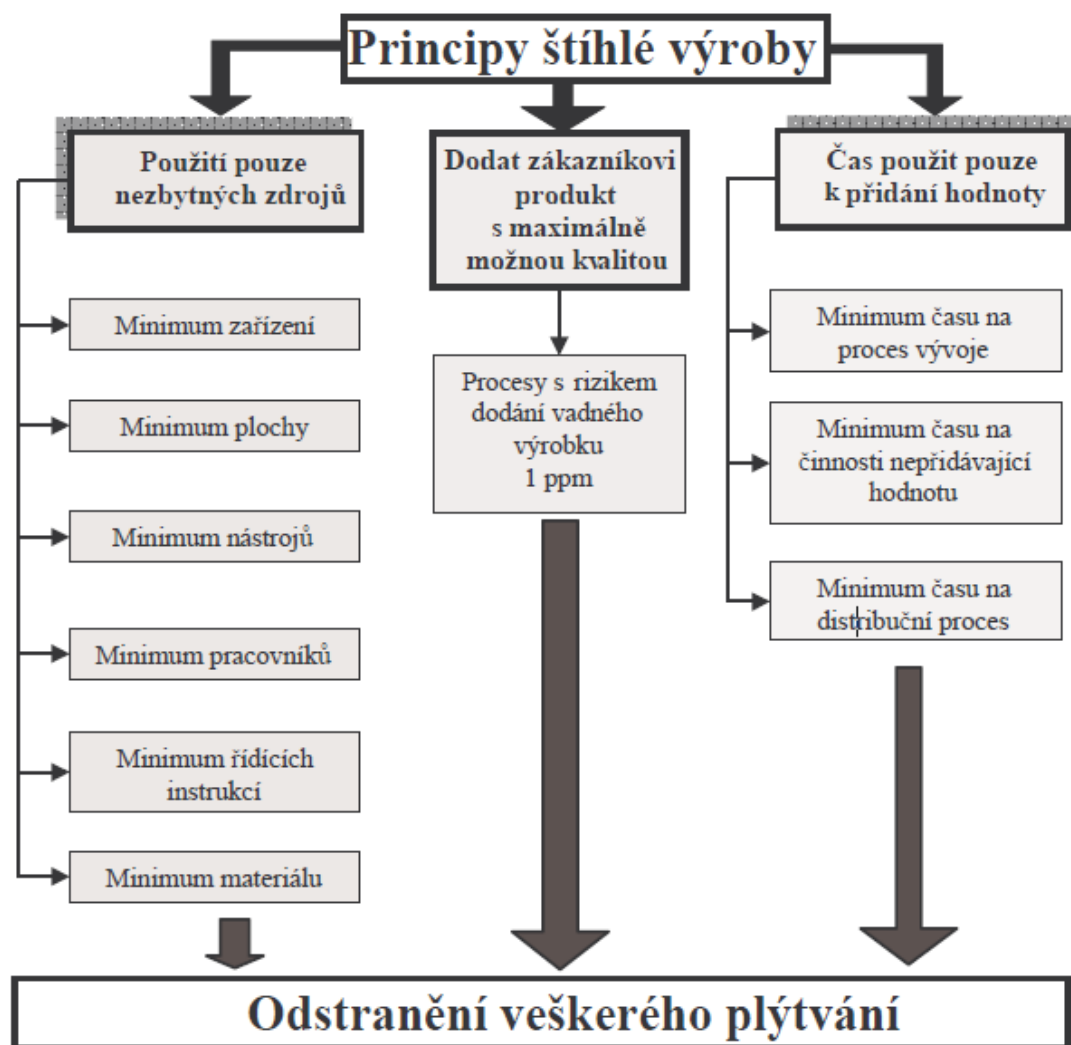 Principy štíhlé výroby
Použití pouze
nezbytných zdrojů
Minimum zařízení
Minimum plochy
Minimum nástrojů
Minimum pracovníků
Minimum řídících
instrukcí
Minimum materiálu
Dodat zákazníkovi
produkt
s maximálně
možnou kvalitou
Procesy s rizikem
dodání vadného
výrobku
1 ppm
Čas použit pouze
k přidání hodnoty
Minimum času na
proces vývoje
Minimum času na
činnosti nepřidávající
hodnotu
Minimum času na
distribuční proces
Odstranění veškerého plýtvání